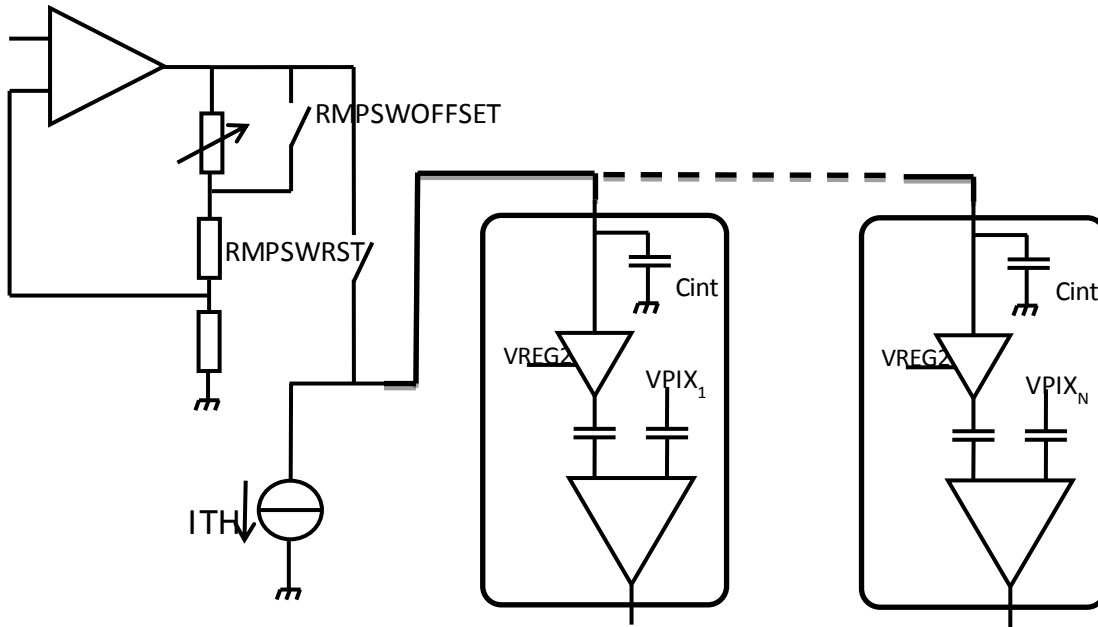 RMPSWOFFSET
RMPSWRST
Cint
Cint
VREG2
VREG2
VPIX1
VPIXN
ITH